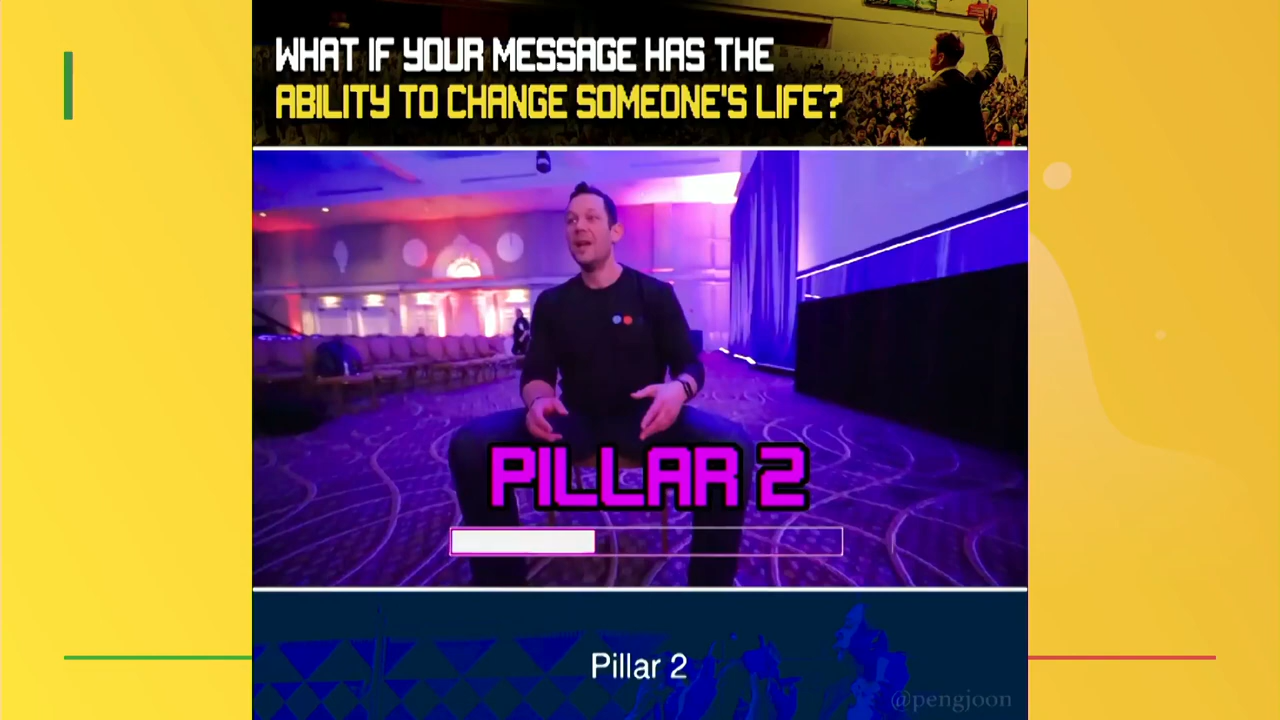 WHAT IF YOUR MESSAGE HAS THE
ABILITY TO CHANGE SOMEONE'S LIFE?
PILLAR 2
Pillar 2
@pengjoon